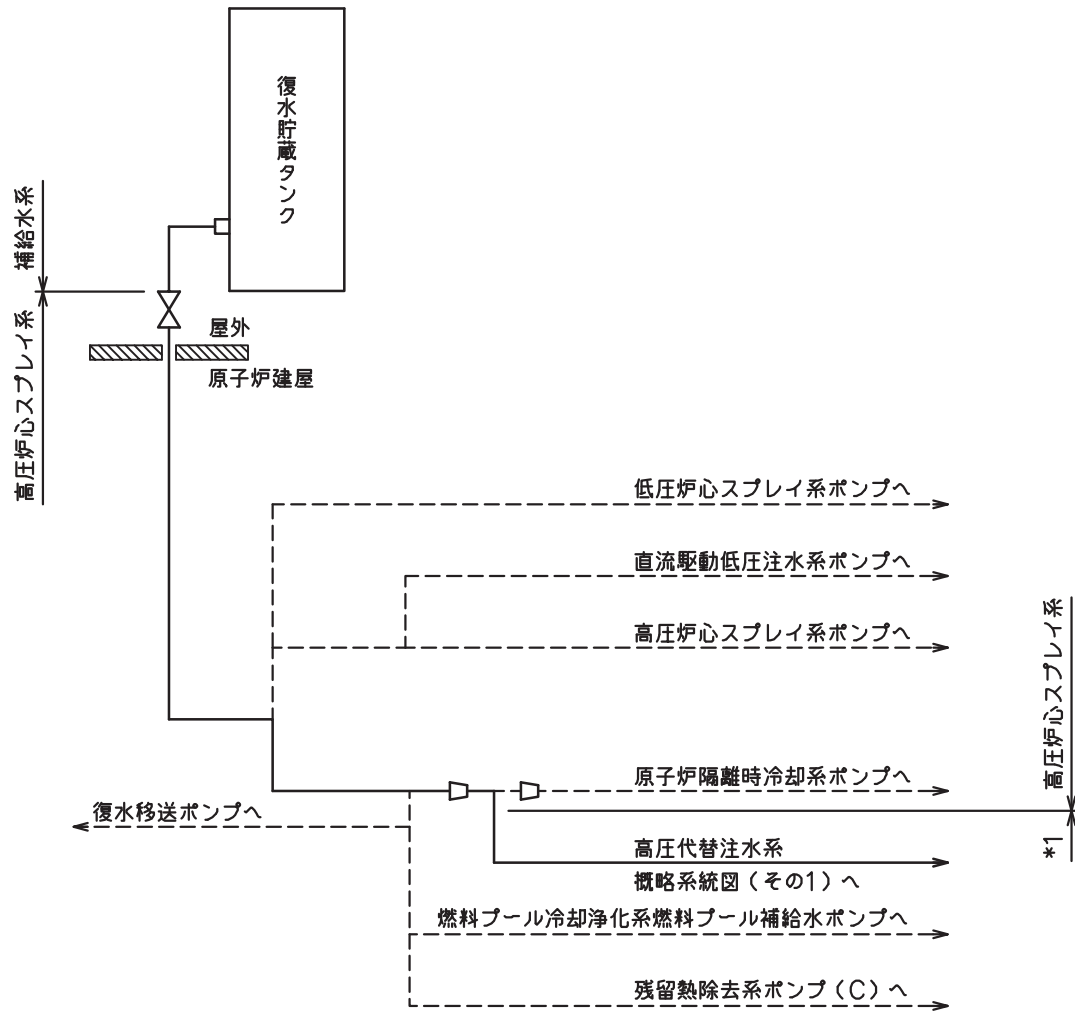 復水貯蔵タンク
補給水系
高圧炉心スプレイ系
屋外
原子炉建屋
低圧炉心スプレイ系ポンプへ
直流駆動低圧注水系ポンプへ
高圧炉心スプレイ系ポンプへ
原子炉隔離時冷却系ポンプへ
高圧炉心スプレイ系
*1
復水移送ポンプへ
高圧代替注水系
概略系統図(その1)へ
燃料プール冷却浄化系燃料プール補給水ポンプへ
残留熱除去系ポンプ(C)へ